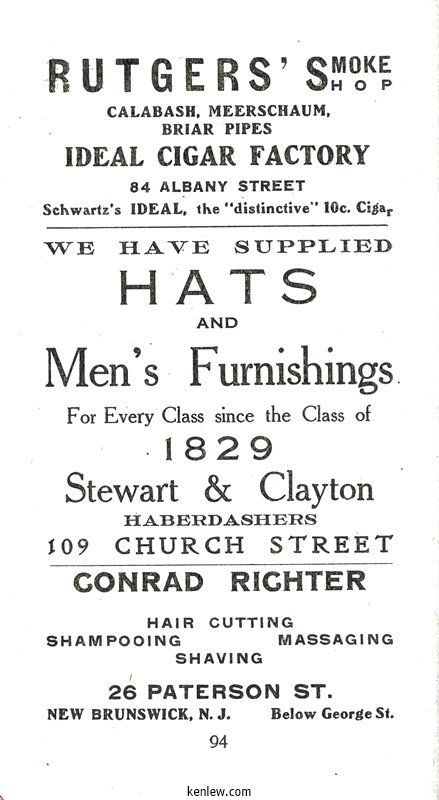 RUTGERS' SMOKE SHOP
CALABASH, MEERSCHAUM,
BRIAR PIPES
IDEAL CIGAR FACTORY
84 ALBANY STREET
Schwartz's IDEAL, the "distinctive" 10c. Cigar
WE HAVE SUPPLIED
HATS
AND
Men's Furnishings
For Every Class since the Class of
1829
Stewart & Clayton
HABERDASHERS
109 CHURCH STREET
CONRAD RICHTER
HAIR CUTTING
SHAMPOOING MASSAGING
SHAVING
26 PATERSON ST.
NEW BRUNSWICK, N. J. Below George St.
94
kenlew.com